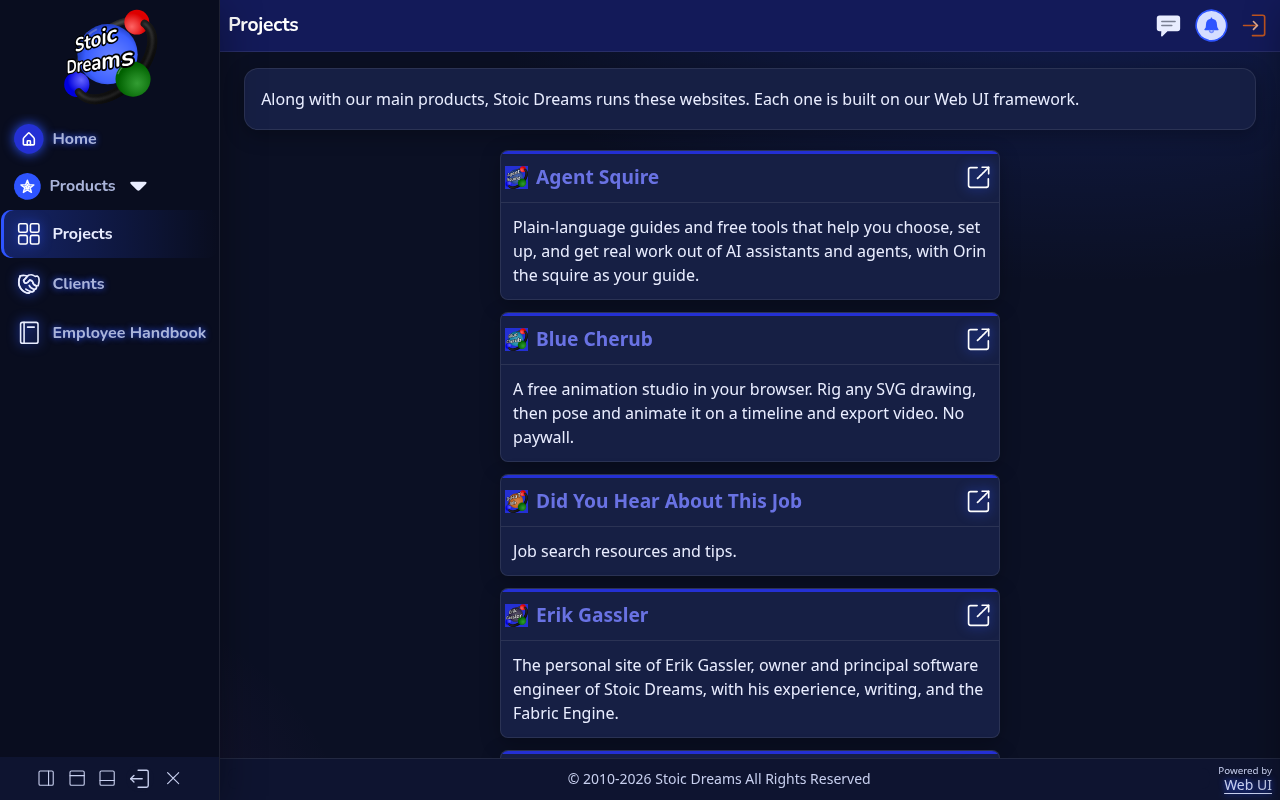 Stoic
Dreams
Projects
Home
Products
Projects
Clients
Employee Handbook
Along with our main products, Stoic Dreams runs these websites. Each one is built on our Web UI framework.
Agent Squire
Plain-language guides and free tools that help you choose, set
up, and get real work out of AI assistants and agents, with Orin
the squire as your guide.
Blue Cherub
A free animation studio in your browser. Rig any SVG drawing,
then pose and animate it on a timeline and export video. No
paywall.
Did You Hear About This Job
Job search resources and tips.
Erik Gassler
The personal site of Erik Gassler, owner and principal software
engineer of Stoic Dreams, with his experience, writing, and the
Fabric Engine.
© 2010-2026 Stoic Dreams All Rights Reserved
Powered by
Web UI